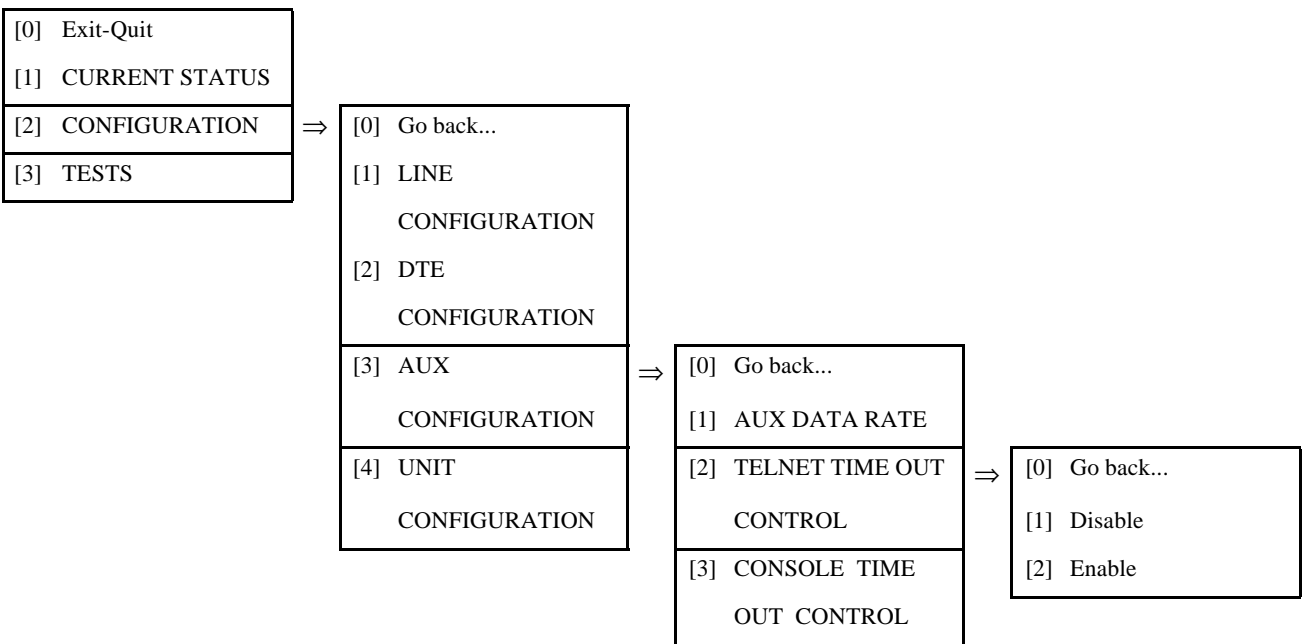 [0] Exit-Quit
[1] CURRENT STATUS
[2] CONFIGURATION ⇒
[3] TESTS
[0] Go back...
[1] LINE
CONFIGURATION
[2] DTE
CONFIGURATION
[3] AUX ⇒
CONFIGURATION
[4] UNIT
CONFIGURATION
[0] Go back...
[1] AUX DATA RATE
[2] TELNET TIME OUT ⇒
CONTROL
[3] CONSOLE TIME
OUT CONTROL
[0] Go back...
[1] Disable
[2] Enable